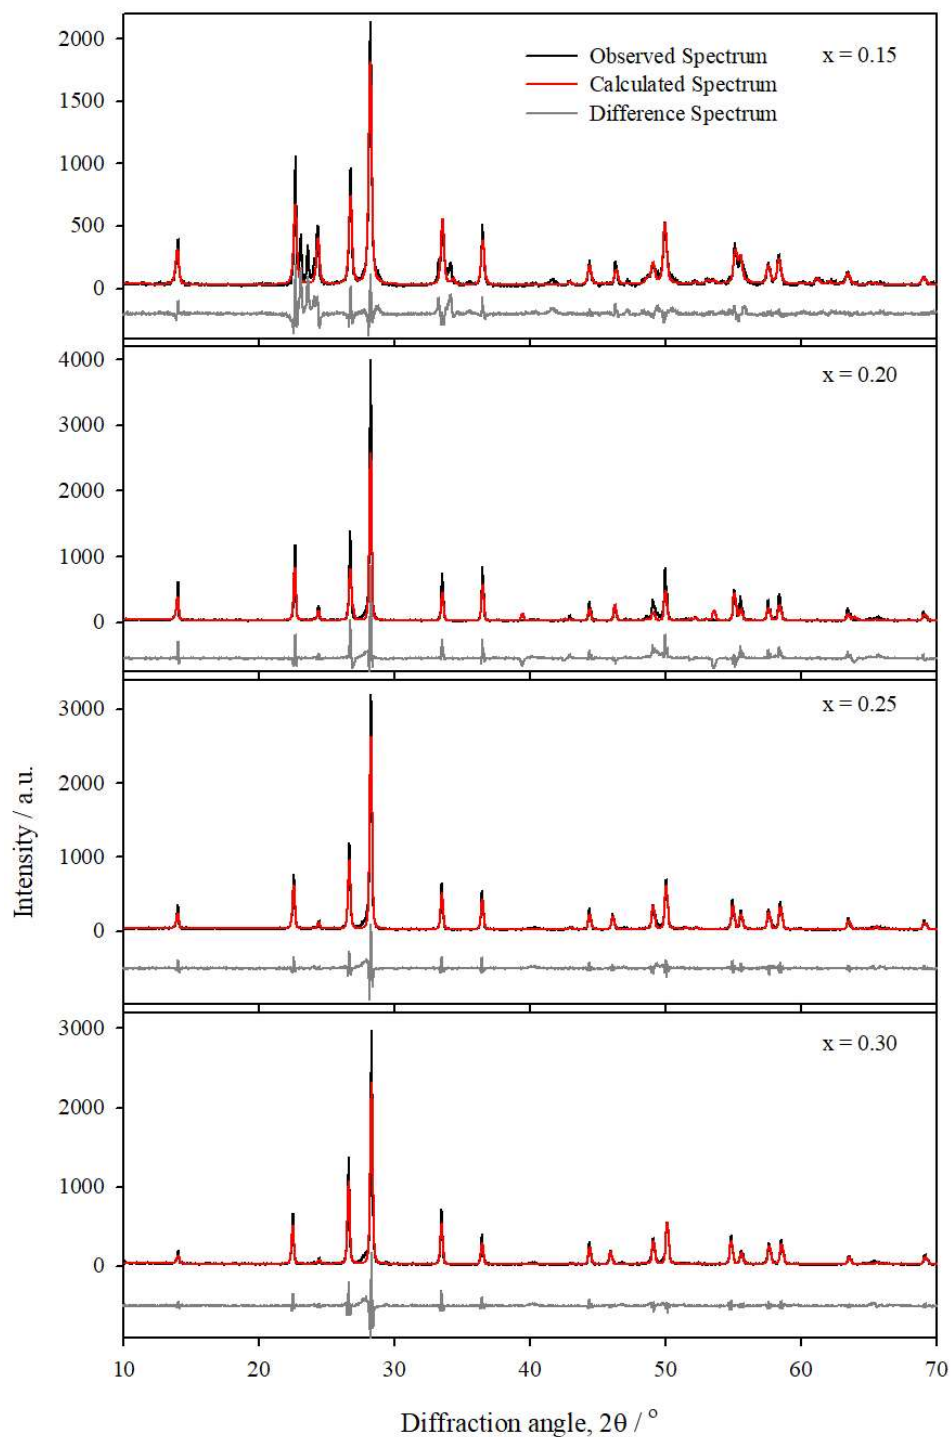 2000
1500
1000
500
0
Observed Spectrum
Calculated Spectrum
Difference Spectrum
x = 0.15
4000
3000
2000
1000
0
x = 0.20
3000
2000
1000
0
x = 0.25
Intensity / a.u.
3000
2000
1000
0
x = 0.30
10 20 30 40 50 60 70
Diffraction angle, 2θ / °